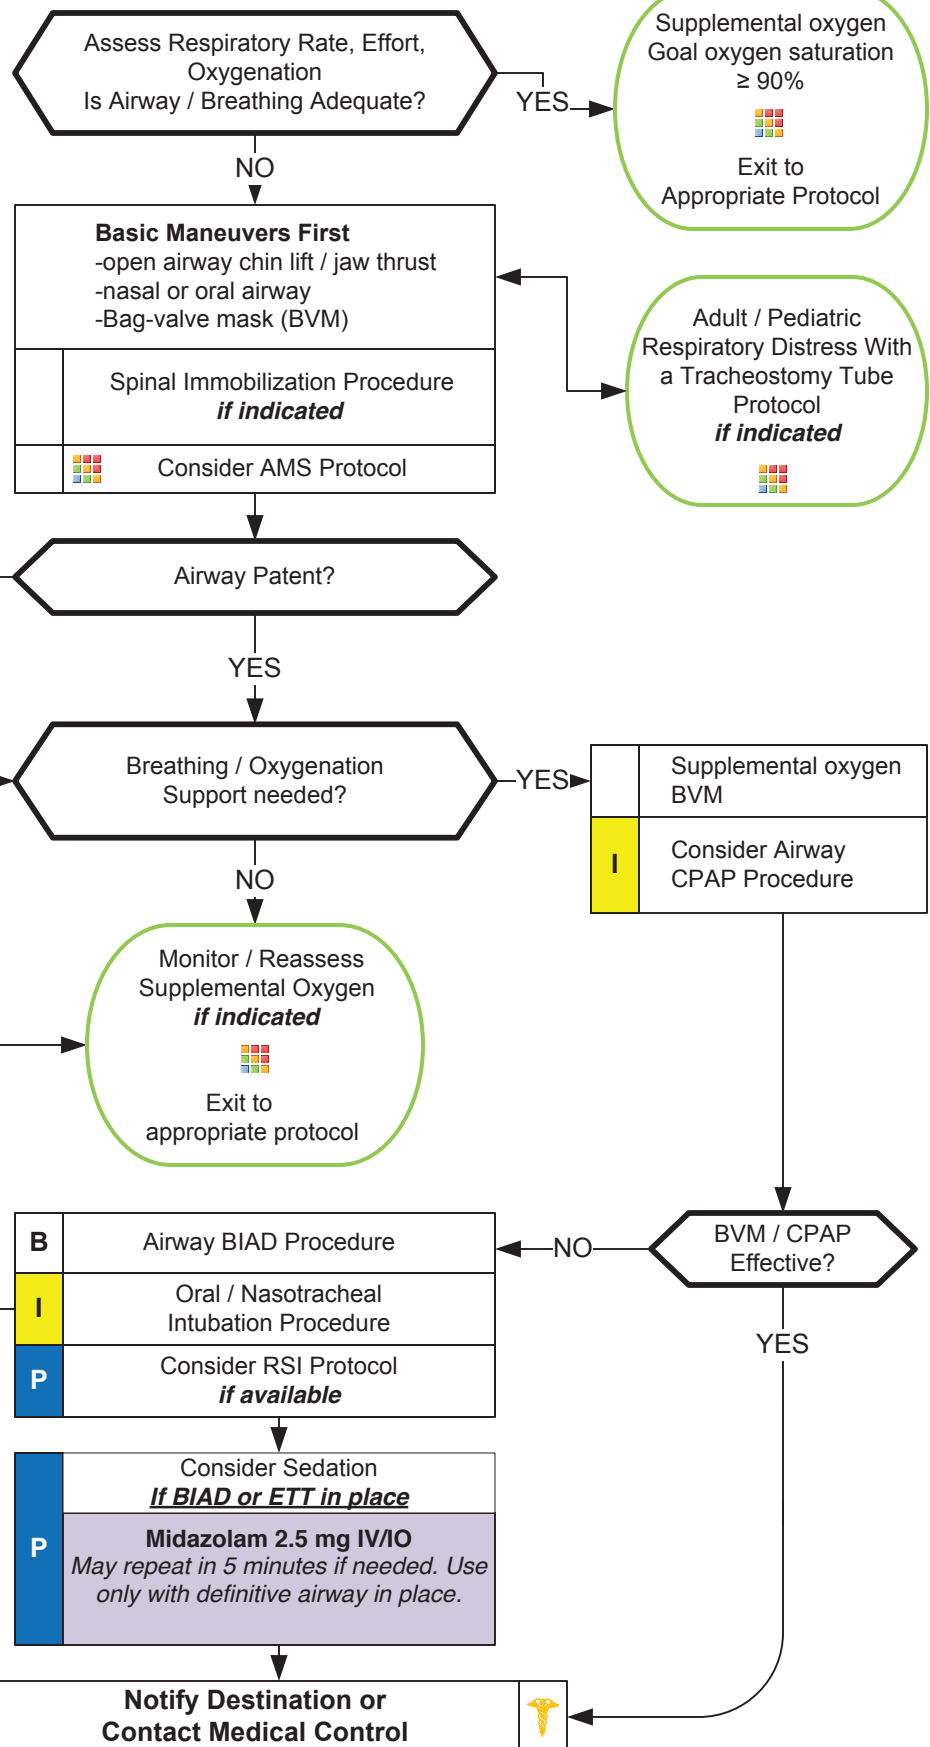 Assess Respiratory Rate, Effort,
Oxygenation
Is Airway / Breathing Adequate?
YES
Supplemental oxygen
Goal oxygen saturation
≥ 90%
Exit to
Appropriate Protocol
NO
Basic Maneuvers First
-open airway chin lift / jaw thrust
-nasal or oral airway
-Bag-valve mask (BVM)
Spinal Immobilization Procedure
if indicated
Consider AMS Protocol
Adult / Pediatric
Respiratory Distress With
a Tracheostomy Tube
Protocol
if indicated
Airway Patent?
YES
Breathing / Oxygenation
Support needed?
YES
Supplemental oxygen
BVM
I
Consider Airway
CPAP Procedure
NO
Monitor / Reassess
Supplemental Oxygen
if indicated
Exit to
appropriate protocol
BVM / CPAP
Effective?
NO
YES
B
Airway BIAD Procedure
I
Oral / Nasotracheal
Intubation Procedure
P
Consider RSI Protocol
if available
P
Consider Sedation
If BIAD or ETT in place
Midazolam 2.5 mg IV/IO
May repeat in 5 minutes if needed. Use
only with definitive airway in place.
Notify Destination or
Contact Medical Control